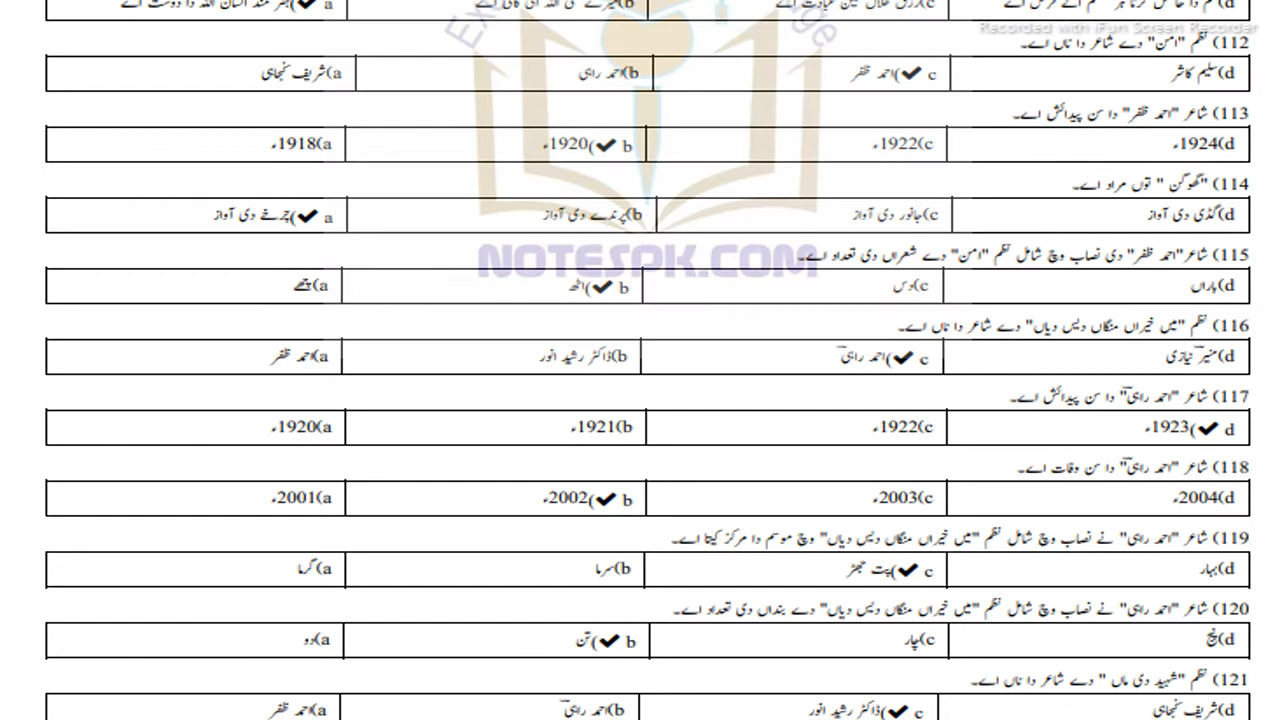 Recorded with iFun Screen Recorder
112) نظم "امن" دے شاعر دا ناں اے۔
a)شریف کنجاہی b)احمد راہی c ✔)احمد ظفر d)سلیم کاشر
113) شاعر "احمد ظفر" دا سن پیدائش اے۔
a)1918ء b ✔)1920ء c)1922ء d)1924ء
114) "گھوگن " توں مراد اے۔
a ✔)چرخے دی آواز b)پرندے دی آواز c)جانور دی آواز d)گڈی دی آواز
115) شاعر"احمد ظفر" دی نصاب وچ شامل نظم "امن" دے شعراں دی تعداد اے۔
a)چھے b ✔)اٹھ c)دس d)باراں
NOTESPK.COM
116) نظم "میں خیراں منگاں دیس دیاں" دے شاعر دا ناں اے۔
a)احمد ظفر b)ڈاکٹر رشید انور c ✔)احمد راہیؔ d)منیر نیازی
117) شاعر "احمد راہیؔ" دا سن پیدائش اے۔
a)1920ء b)1921ء c)1922ء d ✔)1923ء
118) شاعر "احمد راہیؔ" دا سن وفات اے۔
a)2001ء b ✔)2002ء c)2003ء d)2004ء
119) شاعر "احمد راہی" نے نصاب وچ شامل نظم "میں خیراں منگاں دیس دیاں" وچ موسم دا مرکز کیتا اے۔
a)گرما b)سرما c ✔)پت جھڑ d)بہار
120) شاعر "احمد راہی" نے نصاب وچ شامل نظم "میں خیراں منگاں دیس دیاں" دے بنداں دی تعداد اے۔
a)دو b ✔)تن c)چار d)پنج
121) نظم "شہید دی ماں " دے شاعر دا ناں اے۔
a)احمد ظفر b)احمد راہیؔ c ✔)ڈاکٹر رشید انور d)شریف کنجاہی